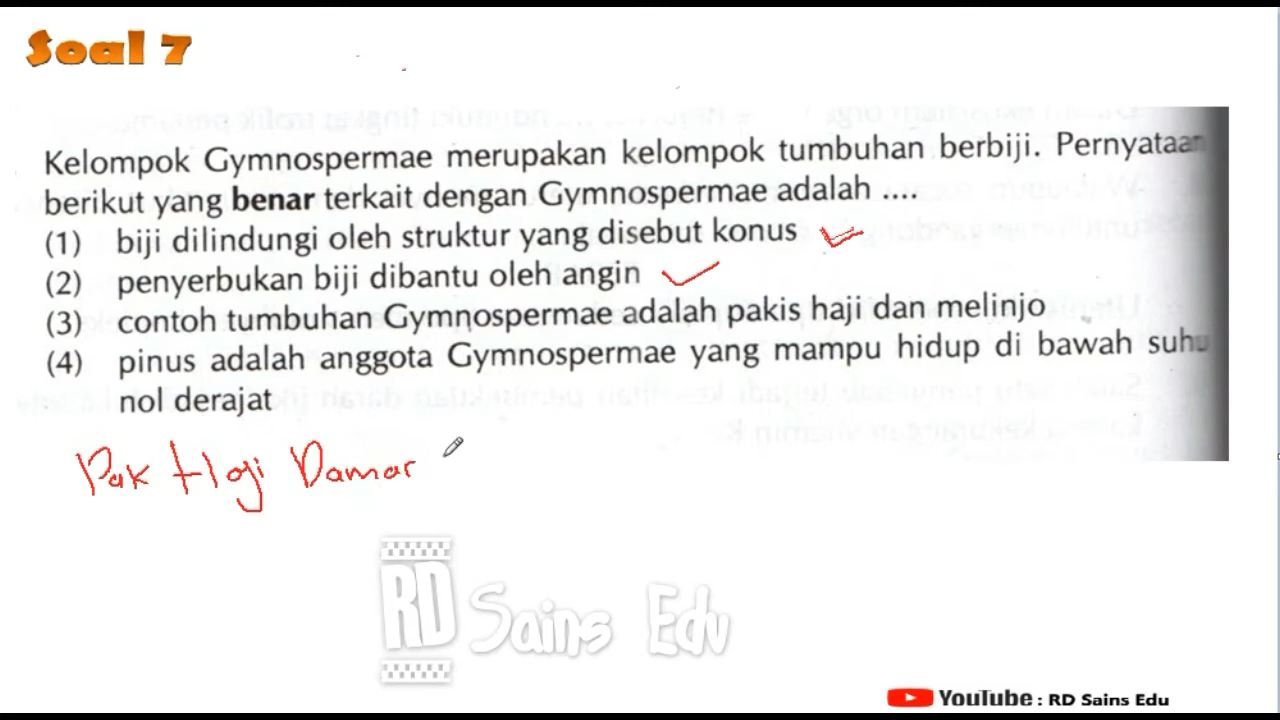 Soal 7
Kelompok Gymnospermae merupakan kelompok tumbuhan berbiji. Pernyataan
berikut yang benar terkait dengan Gymnospermae adalah ....
(1) biji dilindungi oleh struktur yang disebut konus
(2) penyerbukan biji dibantu oleh angin
(3) contoh tumbuhan Gymnospermae adalah pakis haji dan melinjo
(4) pinus adalah anggota Gymnospermae yang mampu hidup di bawah suhu
nol derajat
Pak Haji Damar
RD Sains Edu
YouTube : RD Sains Edu